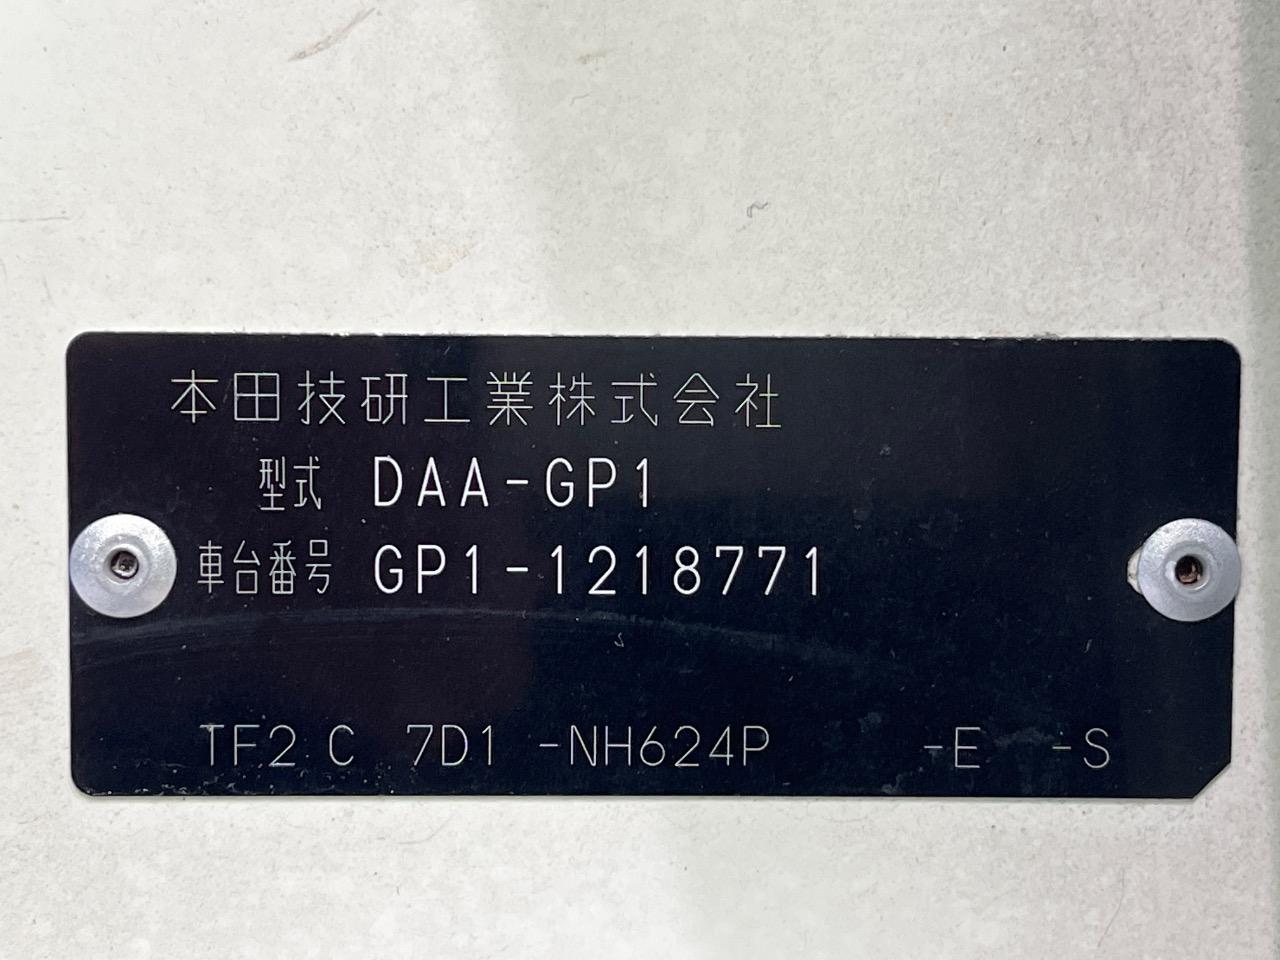 本田技研工業株式会社
型式 DAA-GP1
車台番号 GP1-1218771
TF2 C 7D1 -NH624P -E -S